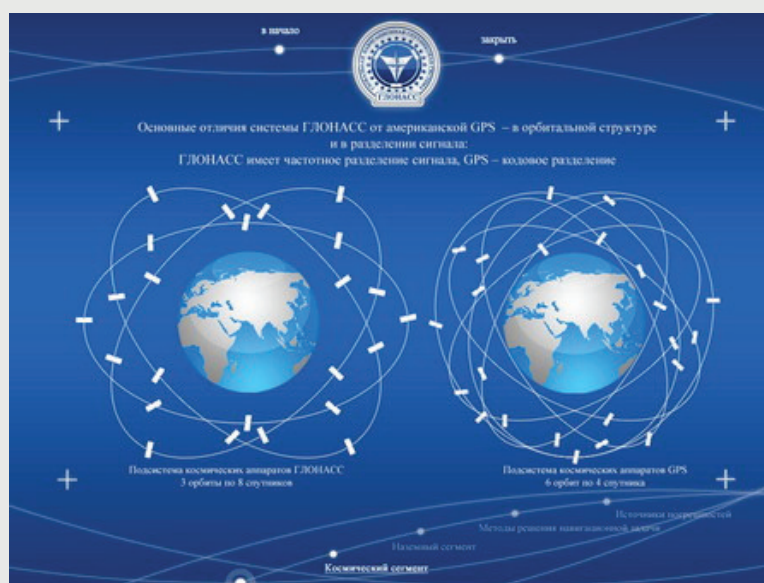 в начало
закрыть
ГЛОНАСС
Основные отличия системы ГЛОНАСС от американской GPS – в орбитальной структуре
и в разделении сигнала:
ГЛОНАСС имеет частотное разделение сигнала, GPS – кодовое разделение
Подсистема космических аппаратов ГЛОНАСС
3 орбиты по 8 спутников
Подсистема космических аппаратов GPS
6 орбит по 4 спутника
Источники погрешностей
Методы решения навигационной задачи
Наземный сегмент
Космический сегмент